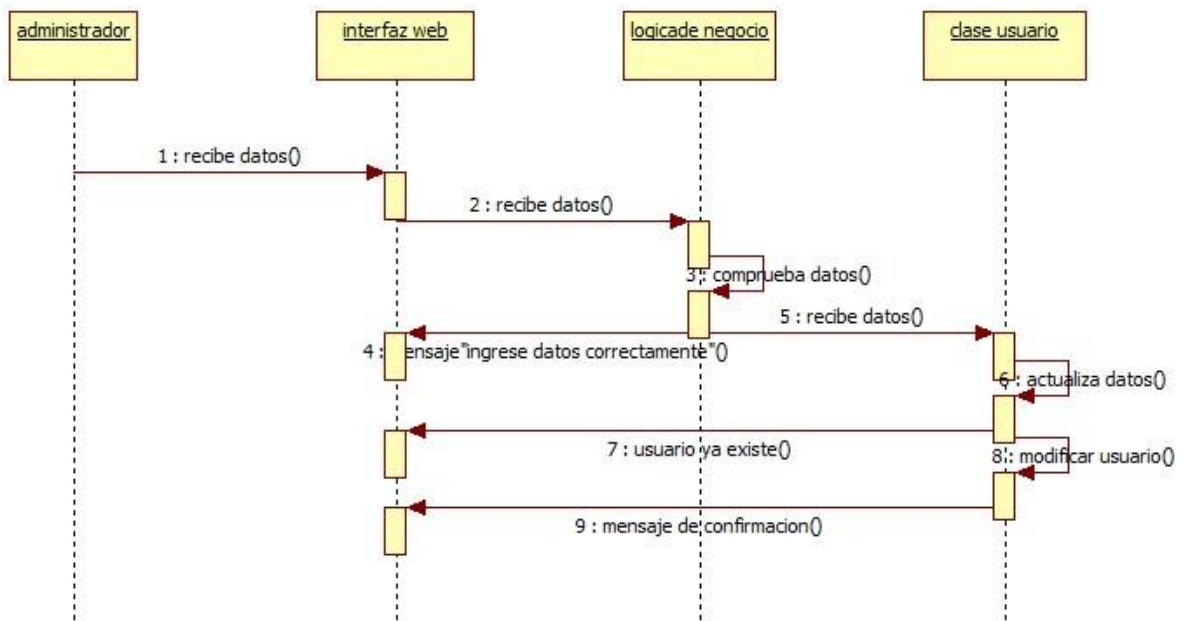 administrador
interfaz web
logicade negocio
clase usuario
1 : recibe datos()
2 : recibe datos()
3 : comprueba datos()
5 : recibe datos()
4 : mensaje"ingrese datos correctamente"()
6 : actualiza datos()
7 : usuario ya existe()
8 : modificar usuario()
9 : mensaje de confirmacion()